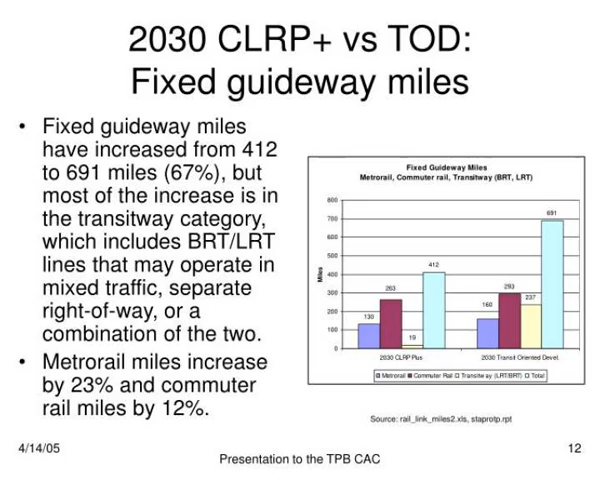 2030 CLRP+ vs TOD:
Fixed guideway miles
• Fixed guideway miles
have increased from 412
to 691 miles (67%), but
most of the increase is in
the transitway category,
which includes BRT/LRT
lines that may operate in
mixed traffic, separate
right-of-way, or a
combination of the two.
• Metrorail miles increase
by 23% and commuter
rail miles by 12%.
Fixed Guideway Miles
Metrorail, Commuter rail, Transitway (BRT, LRT)
Miles
800
700
600
500
400
300
200
100
0
130
263
19
412
160
293
237
691
2030 CLRP Plus
2030 Transit Oriented Devel.
Metrorail Commuter Rail Transitway (LRT/BRT) Total
Source: rail_link_miles2.xls, staprotp.rpt
4/14/05
Presentation to the TPB CAC
12